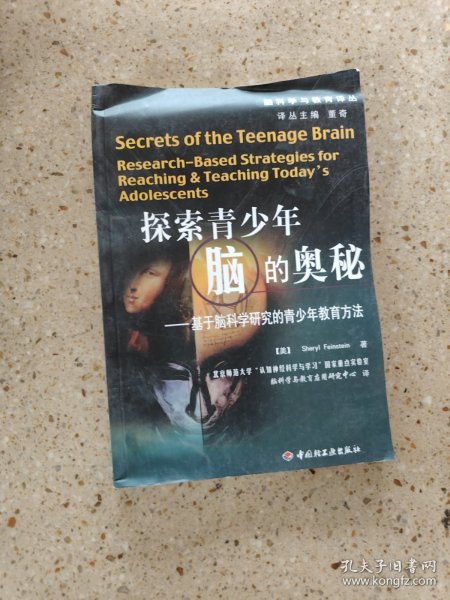 脑科学与教育译丛
译丛主编 董奇
Secrets of the Teenage Brain
Research-Based Strategies for
Reaching & Teaching Today's
Adolescents
探索青少年
脑的奥秘
——基于脑科学研究的青少年教育方法
【美】 Sheryl Feinstein 著
北京师范大学“认知神经科学与学习”国家重点实验室
脑科学与教育应用研究中心 译
中国轻工业出版社
孔夫子旧书网
www.kongfz.com